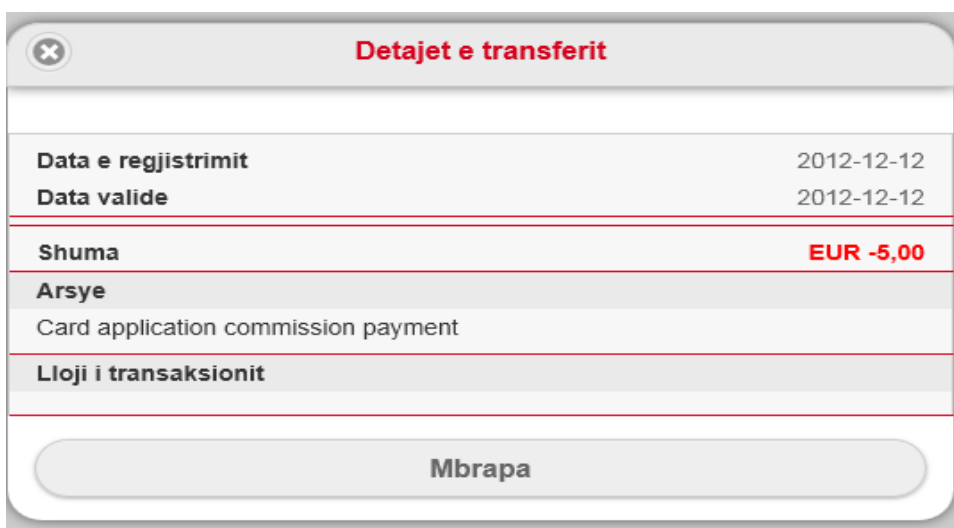 Detajet e transferit
Data e regjistrimit 2012-12-12
Data valide 2012-12-12
Shuma EUR -5,00
Arsye
Card application commission payment
Lloji i transaksionit
Mbrapa